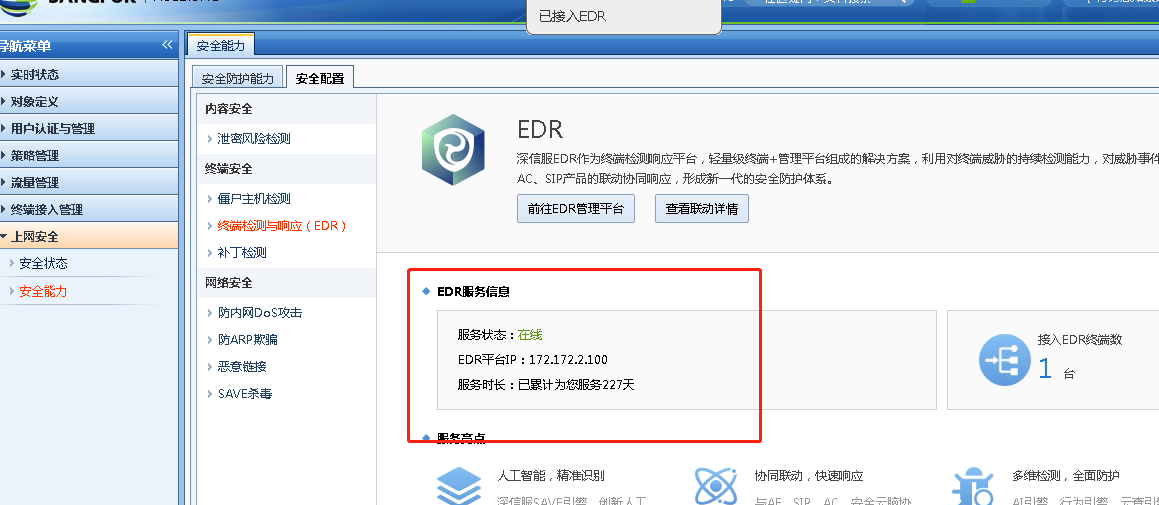 SANGFOR
已接入EDR
导航菜单
实时状态
对象定义
用户认证与管理
策略管理
流量管理
终端接入管理
上网安全
安全状态
安全能力
安全能力
安全防护能力
安全配置
内容安全
泄密风险检测
终端安全
僵尸主机检测
终端检测与响应（EDR）
补丁检测
网络安全
防内网DoS攻击
防ARP欺骗
恶意链接
SAVE杀毒
EDR
深信服EDR作为终端检测响应平台，轻量级终端+管理平台组成的解决方案，利用对终端威胁的持续检测能力，对威胁事件
AC、SIP产品的联动协同响应，形成新一代的安全防护体系。
前往EDR管理平台
查看联动详情
EDR服务信息
服务状态：在线
EDR平台IP：172.172.2.100
服务时长：已累计为您服务227天
接入EDR终端数
1 台
服务亮点
人工智能，精准识别
深信服SAVE引擎，创新人工
协同联动，快速响应
与AF、SIP、AC、安全云脑协
多维检测，全面防护
AI引擎、行为引擎、云查引擎